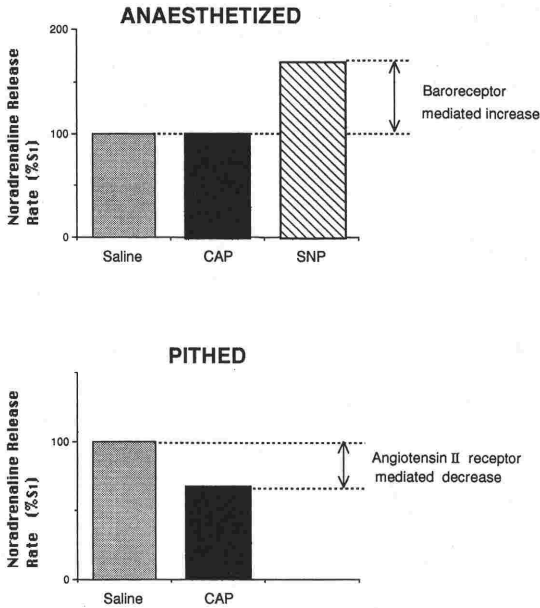 ANAESTHETIZED
Noradrenaline Release
Rate (%S1)
200
100
0
Baroreceptor
mediated increase
Saline CAP SNP
PITHED
Noradrenaline Release
Rate (%S1)
100
0
Angiotensin II receptor
mediated decrease
Saline CAP